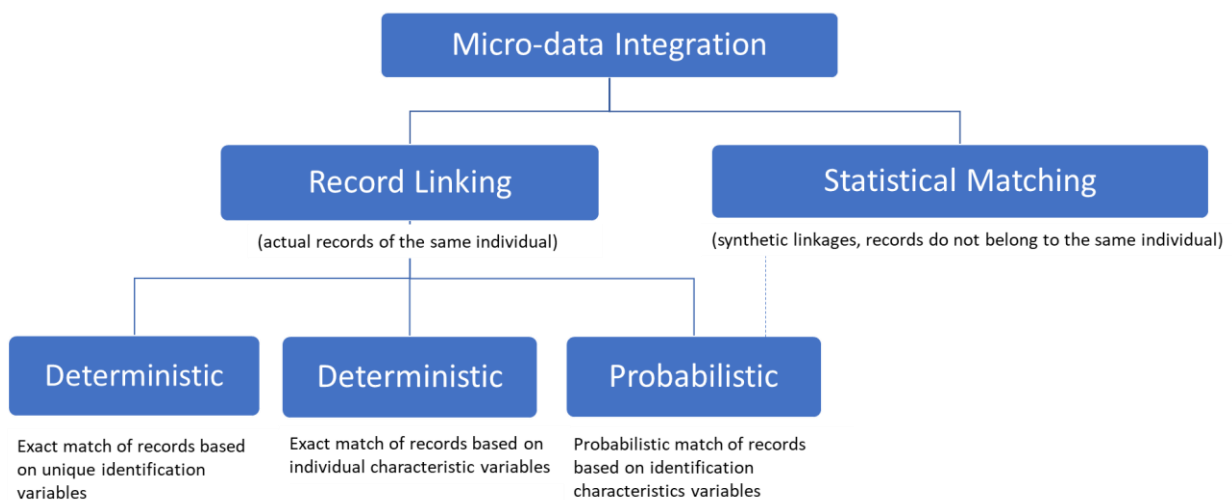 Micro-data Integration
Record Linking
Statistical Matching
(actual records of the same individual)
(synthetic linkages, records do not belong to the same individual)
Deterministic
Deterministic
Probabilistic
Exact match of records based
on unique identification
variables
Exact match of records based on
individual characteristic variables
Probabilistic match of records
based on identification
characteristics variables